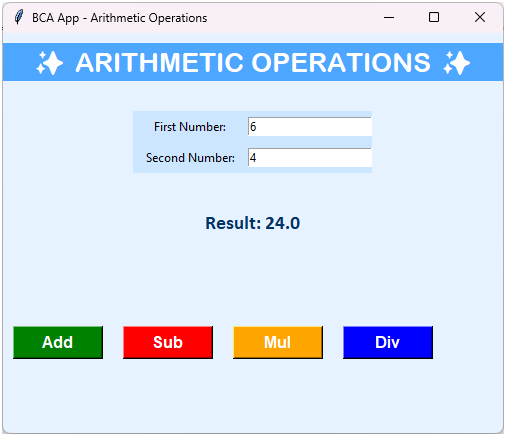 BCA App - Arithmetic Operations
✨ ARITHMETIC OPERATIONS ✨
First Number: 6
Second Number: 4
Result: 24.0
Add Sub Mul Div